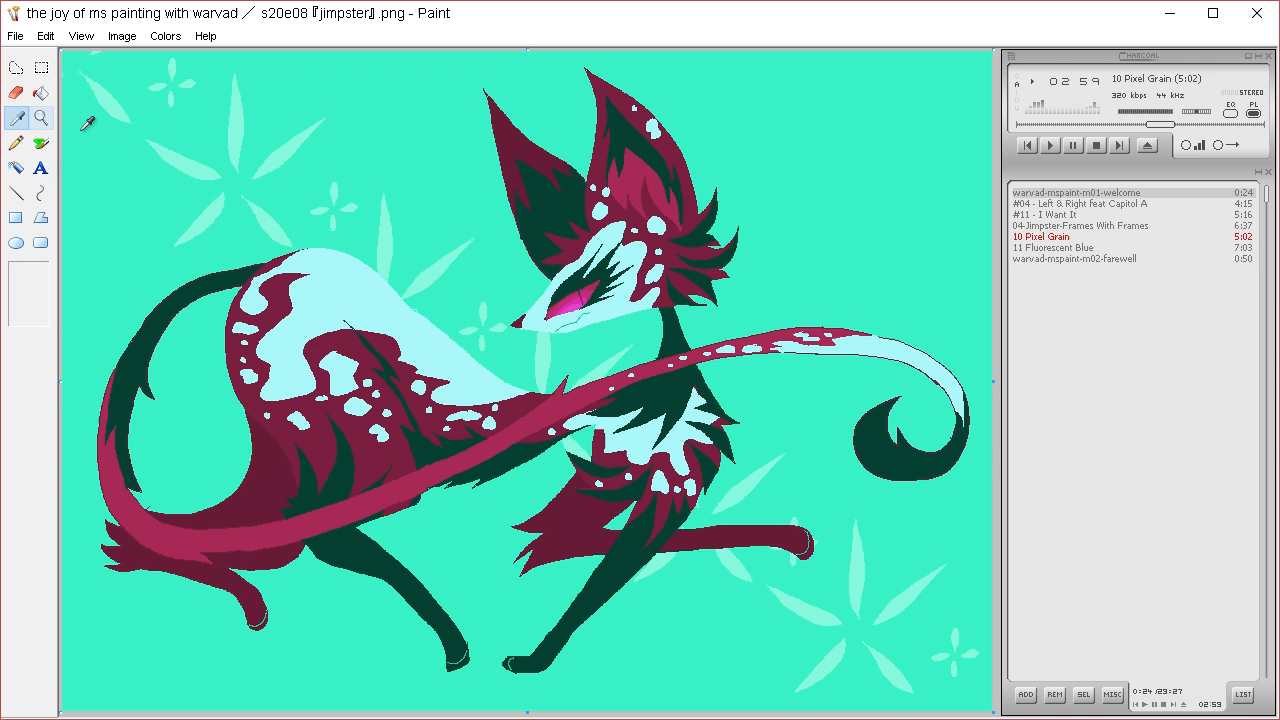 the joy of ms painting with warvad ／ s20e08『jimpster』.png - Paint
File Edit View Image Colors Help
CHARCOAL
02 59
10 Pixel Grain (5:02)
320 kbps 44 kHz
MONO STEREO
EQ PL
warvad-mspaint-m01-welcome 0:24
#04 - Left & Right feat Capitol A 4:15
#11 - I Want It 5:16
04-Jimpster-Frames With Frames 6:37
10 Pixel Grain 5:02
11 Fluorescent Blue 7:03
warvad-mspaint-m02-farewell 0:50
ADD REM SEL MISC
0:24/29:27
02:59
LIST